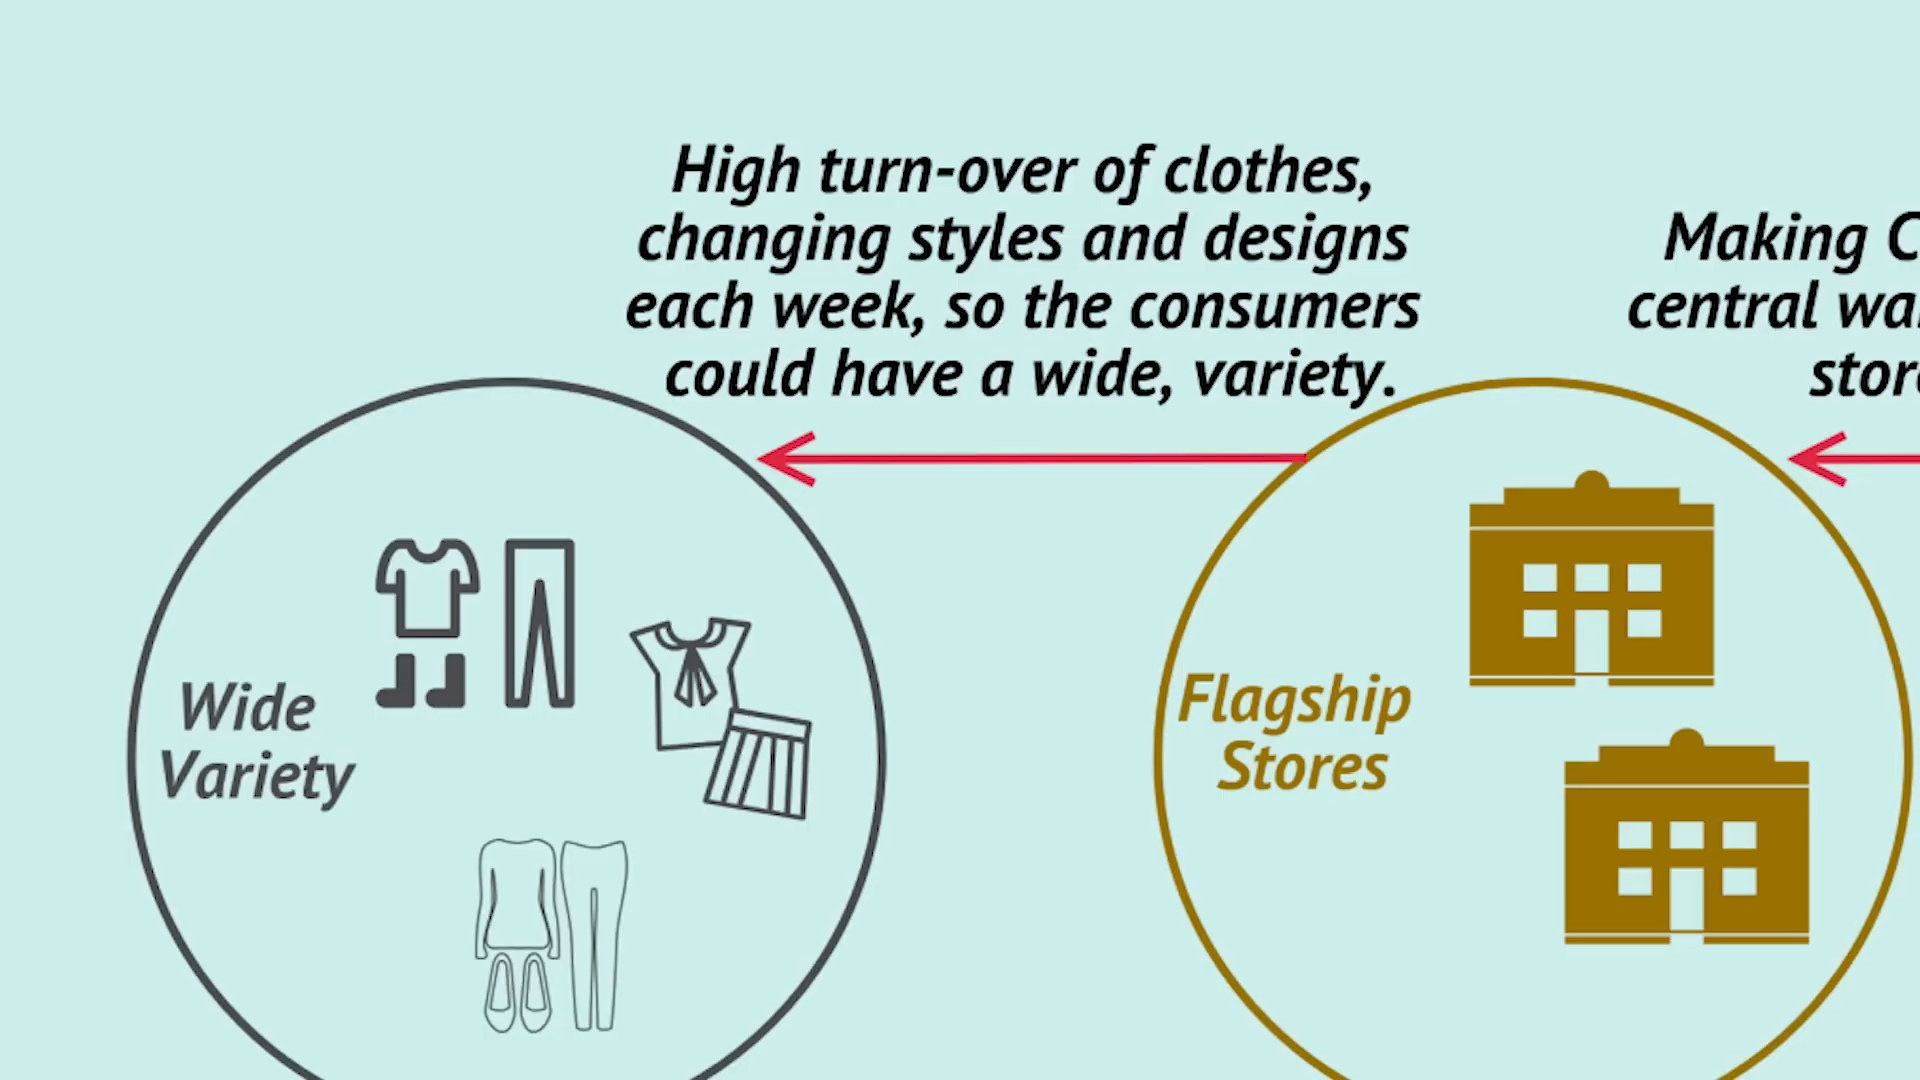 High turn-over of clothes,
changing styles and designs
each week, so the consumers
could have a wide, variety.
Making
central
Wide
Variety
Flagship
Stores